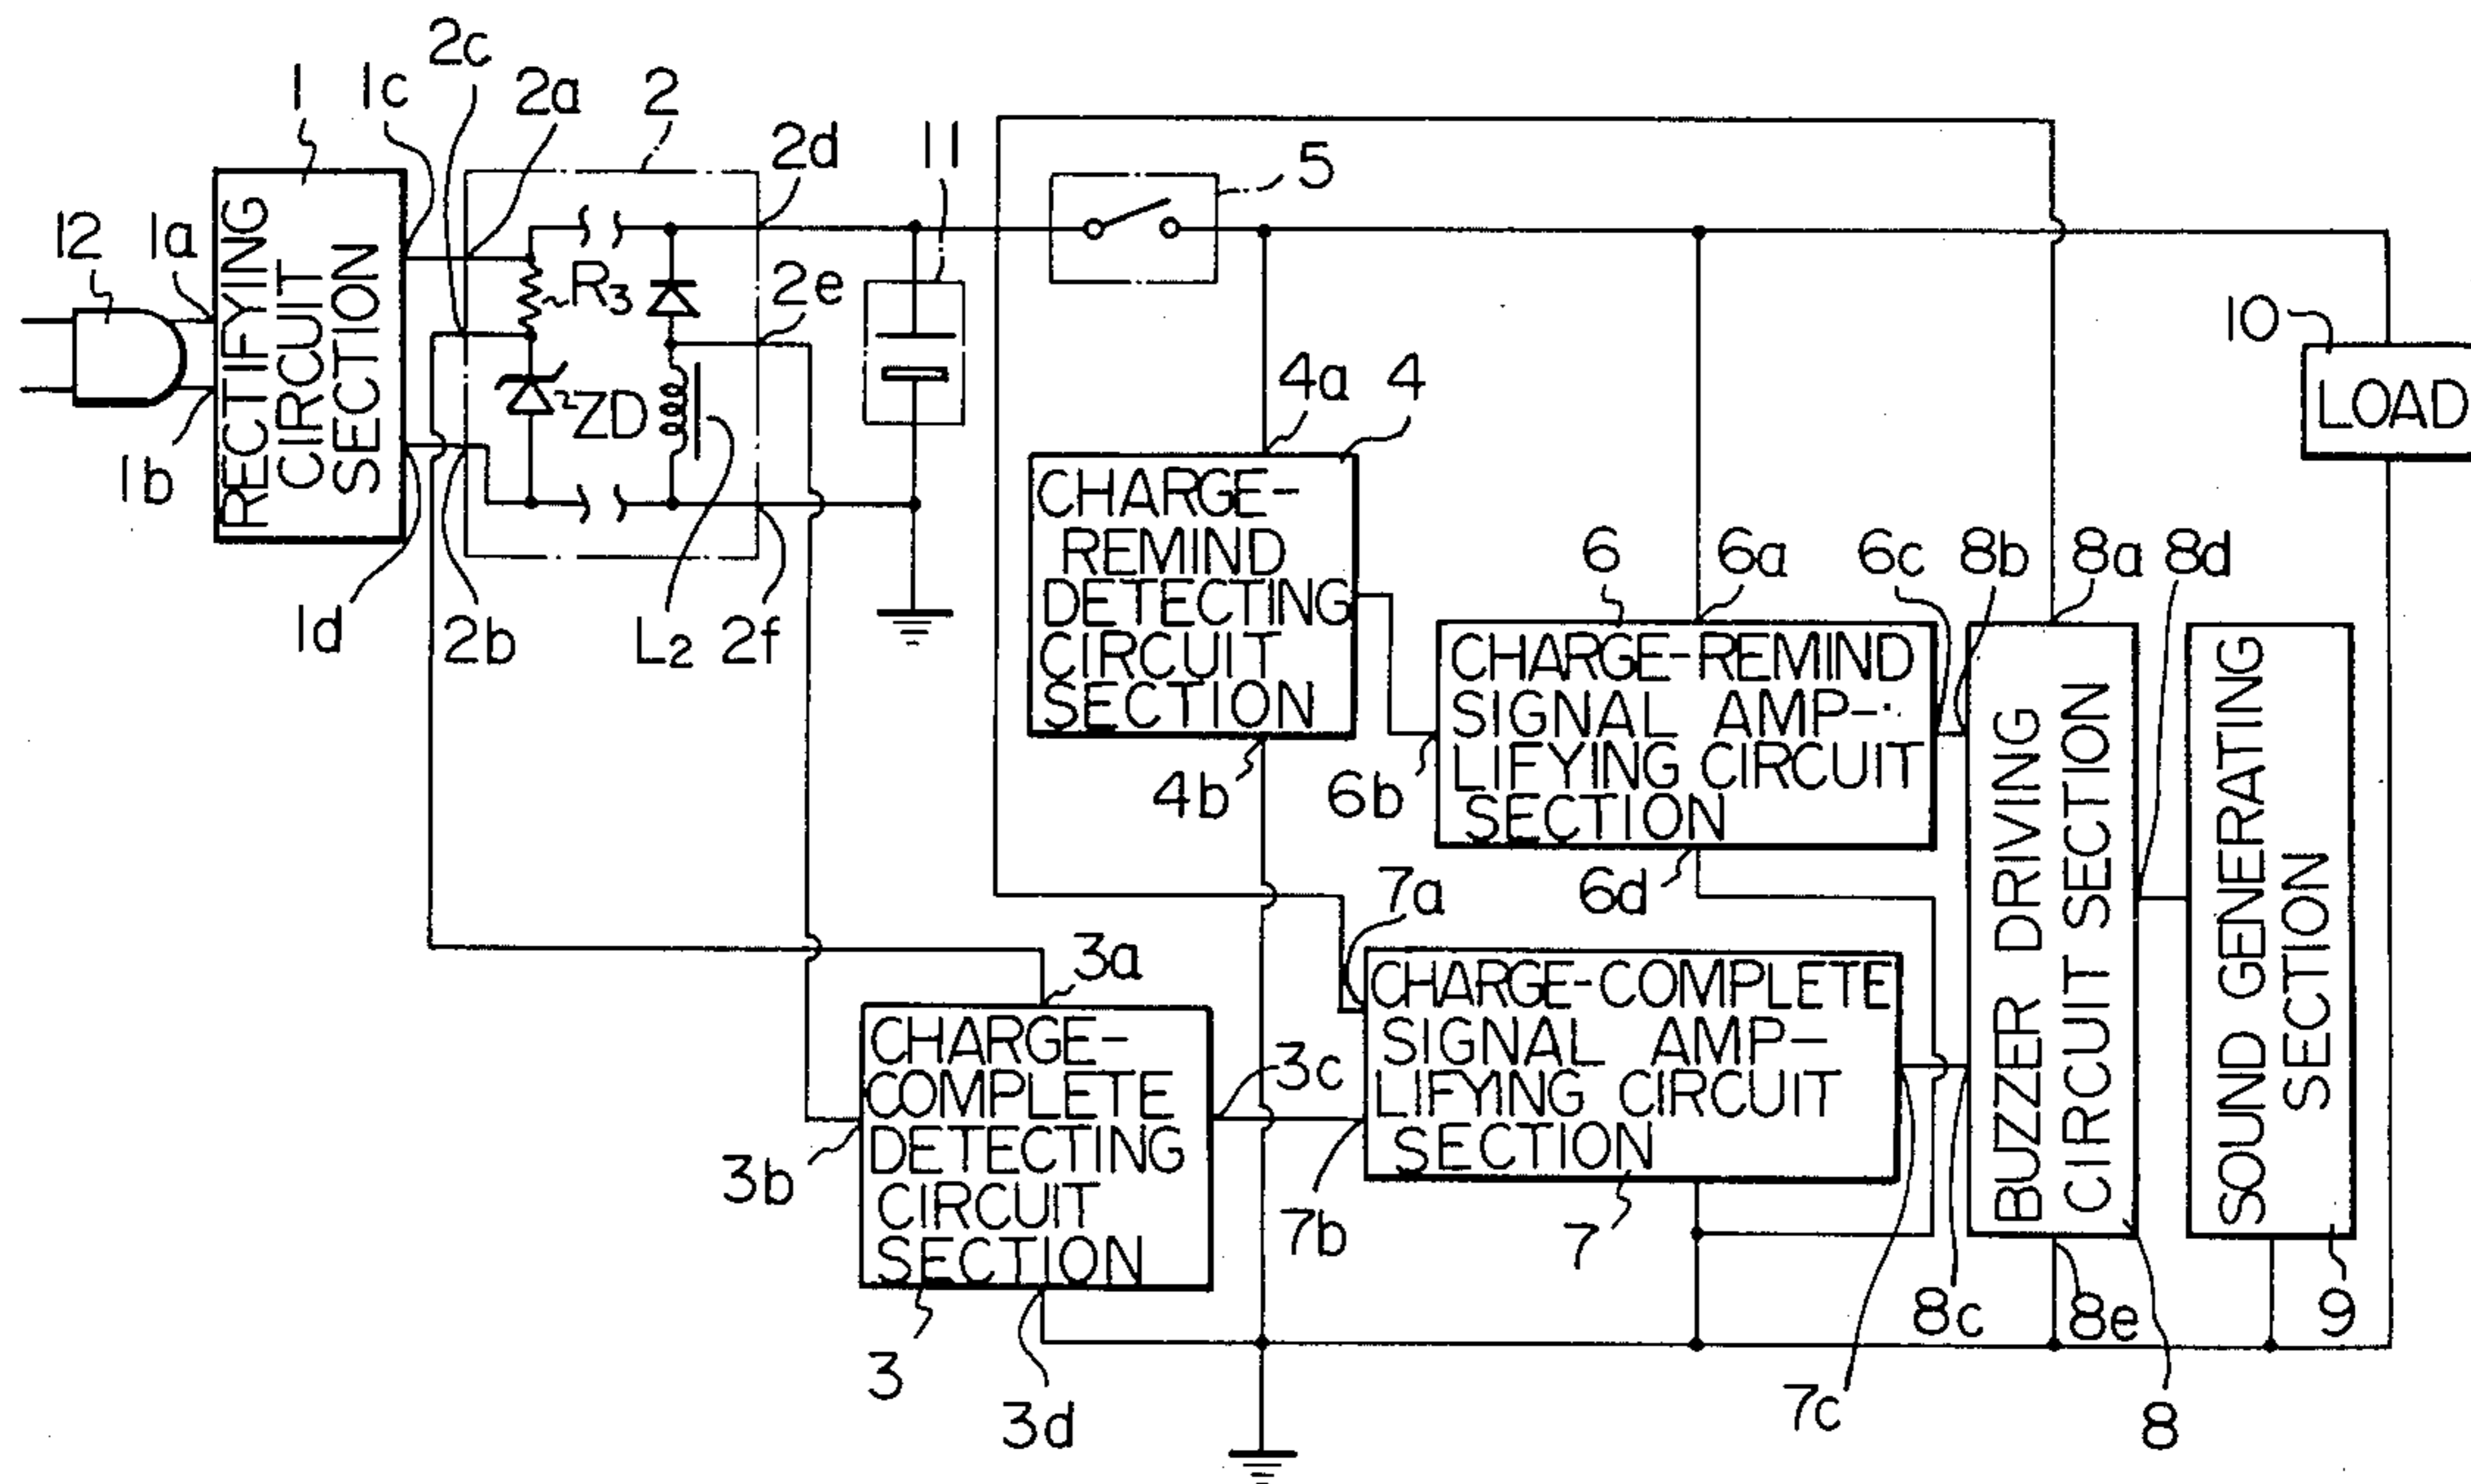 2c
1
1c
2a
2
2d
11
5
12
1a
RECTIFYING
CIRCUIT
SECTION
R3
2e
10
LOAD
ZD
4a
4
1b
CHARGE-
REMIND
DETECTING
CIRCUIT
SECTION
1d
2b
L2
2f
6
6a
6c
8b
8a
8d
CHARGE-REMIND
SIGNAL AMP-
LIFYING CIRCUIT
SECTION
BUZZER DRIVING
CIRCUIT SECTION
SOUND GENERATING
SECTION
4b
6b
6d
7a
3a
CHARGE-COMPLETE
SIGNAL AMP-
LIFYING CIRCUIT
SECTION
CHARGE-
COMPLETE
DETECTING
CIRCUIT
SECTION
3c
3b
7b
7
8c
8e
9
3
3d
7c
8